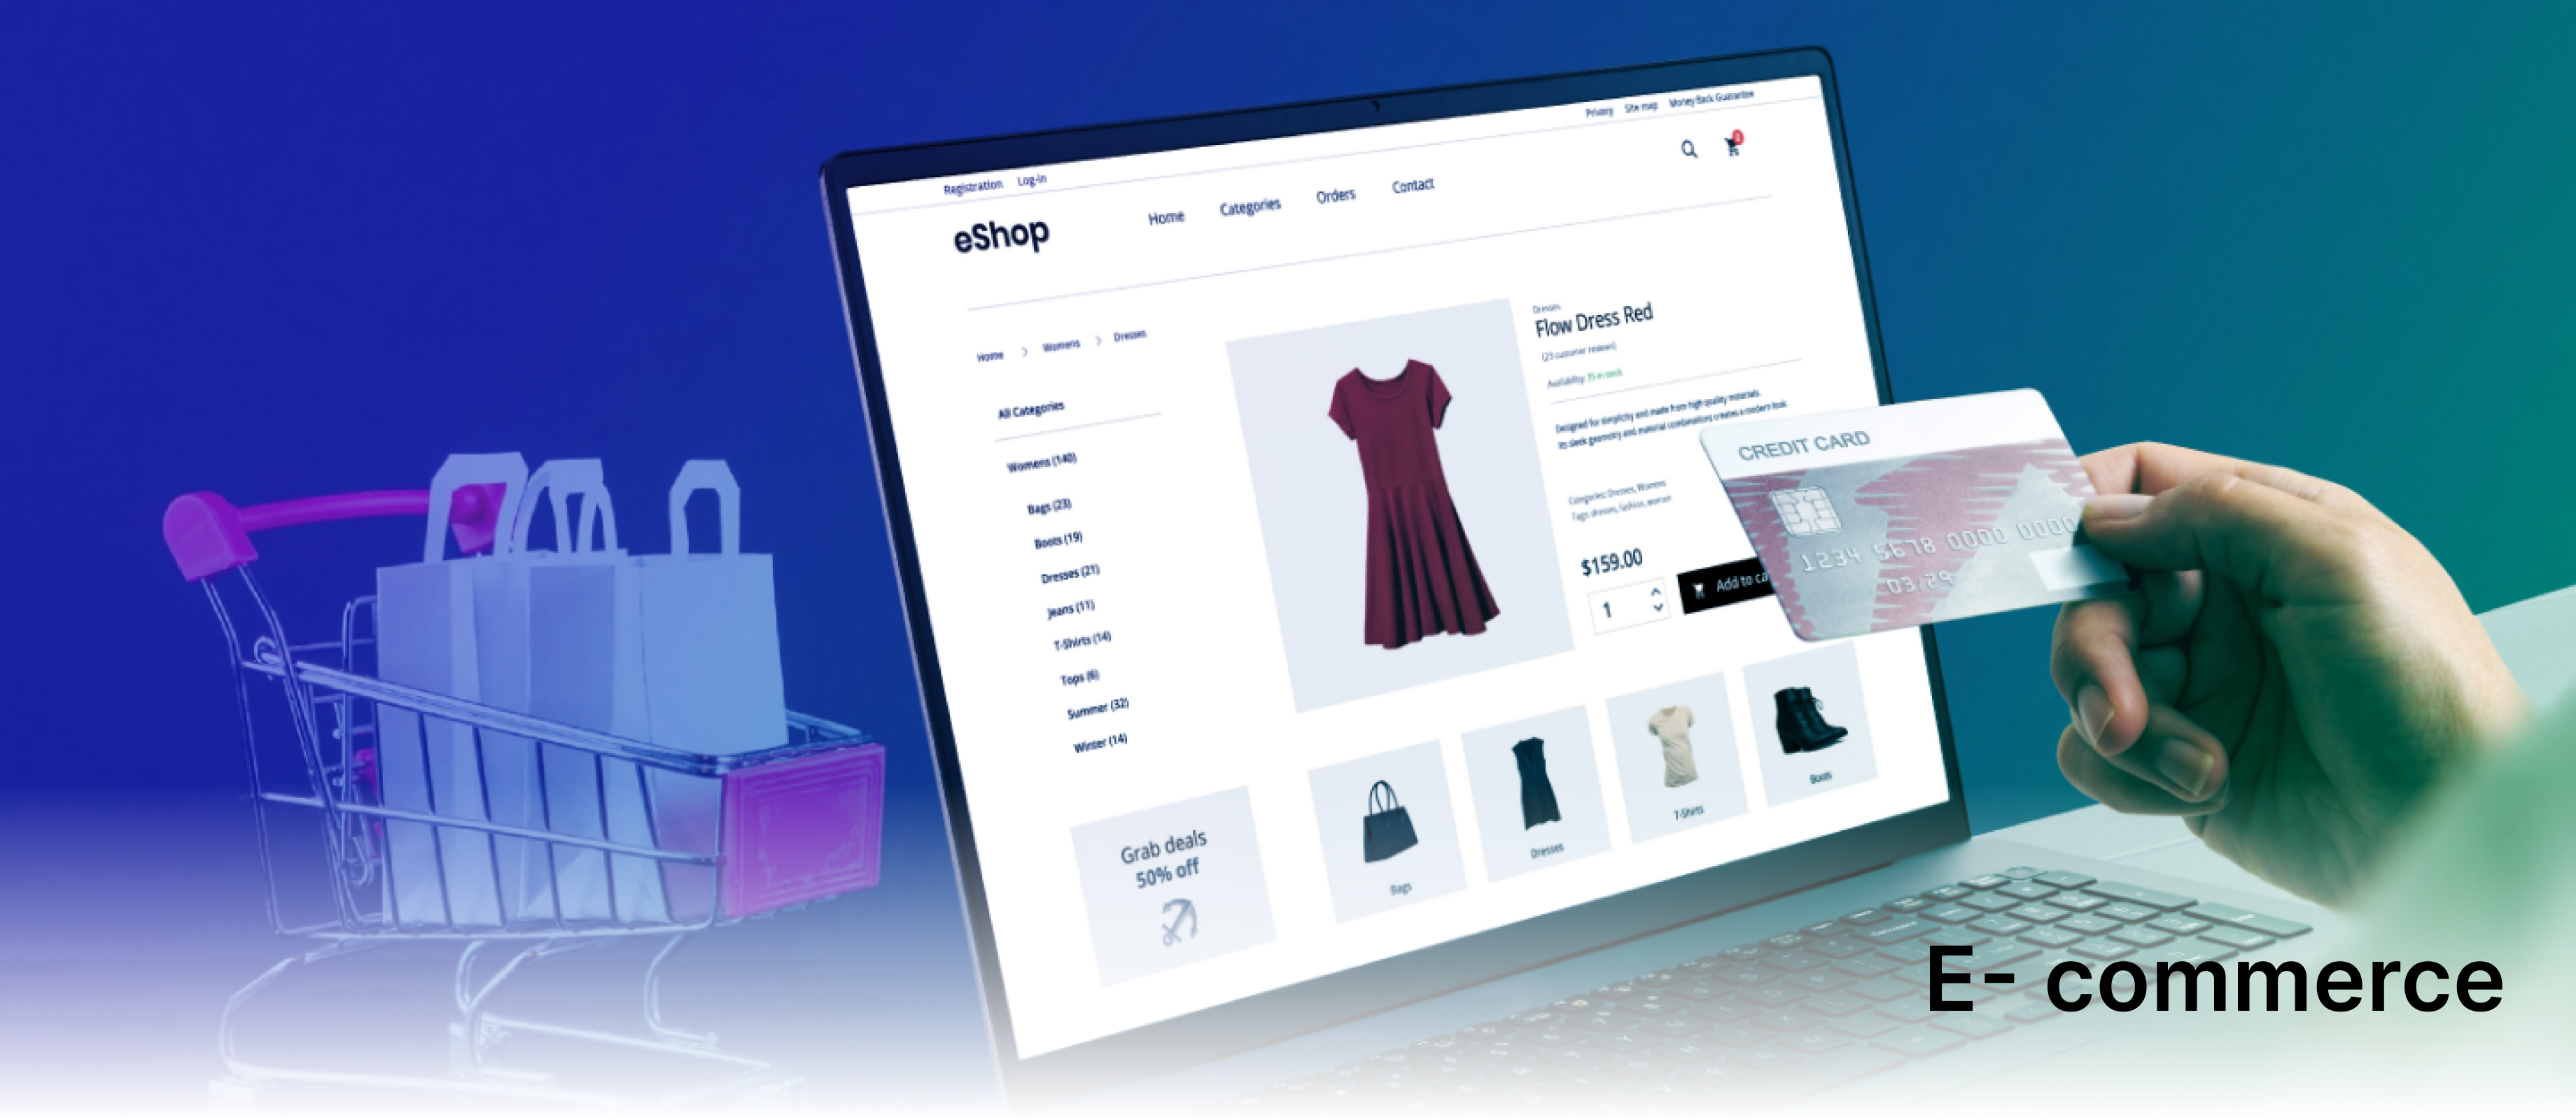 Privacy Site map Money Back Guarantee
Registration Log-in
eShop
Home Categories Orders Contact
Home > Womens > Dresses
All Categories
Womens (140)
Bags (23)
Boots (19)
Dresses (21)
Jeans (11)
T-Shirts (14)
Tops (6)
Summer (32)
Winter (14)
Grab deals
50% off
Dresses
Flow Dress Red
(23 customer reviews)
Availability: 15 in stock
Designed for simplicity and made from high quality materials.
Its sleek geometry and material combinations creates a modern look.
Categories: Dresses, Womens
Tags: dresses, fashion, women
$159.00
1
Add to ca
Bags
Dresses
T-Shirts
Boots
CREDIT CARD
1234 5678 0000 0000
03/29
E- commerce